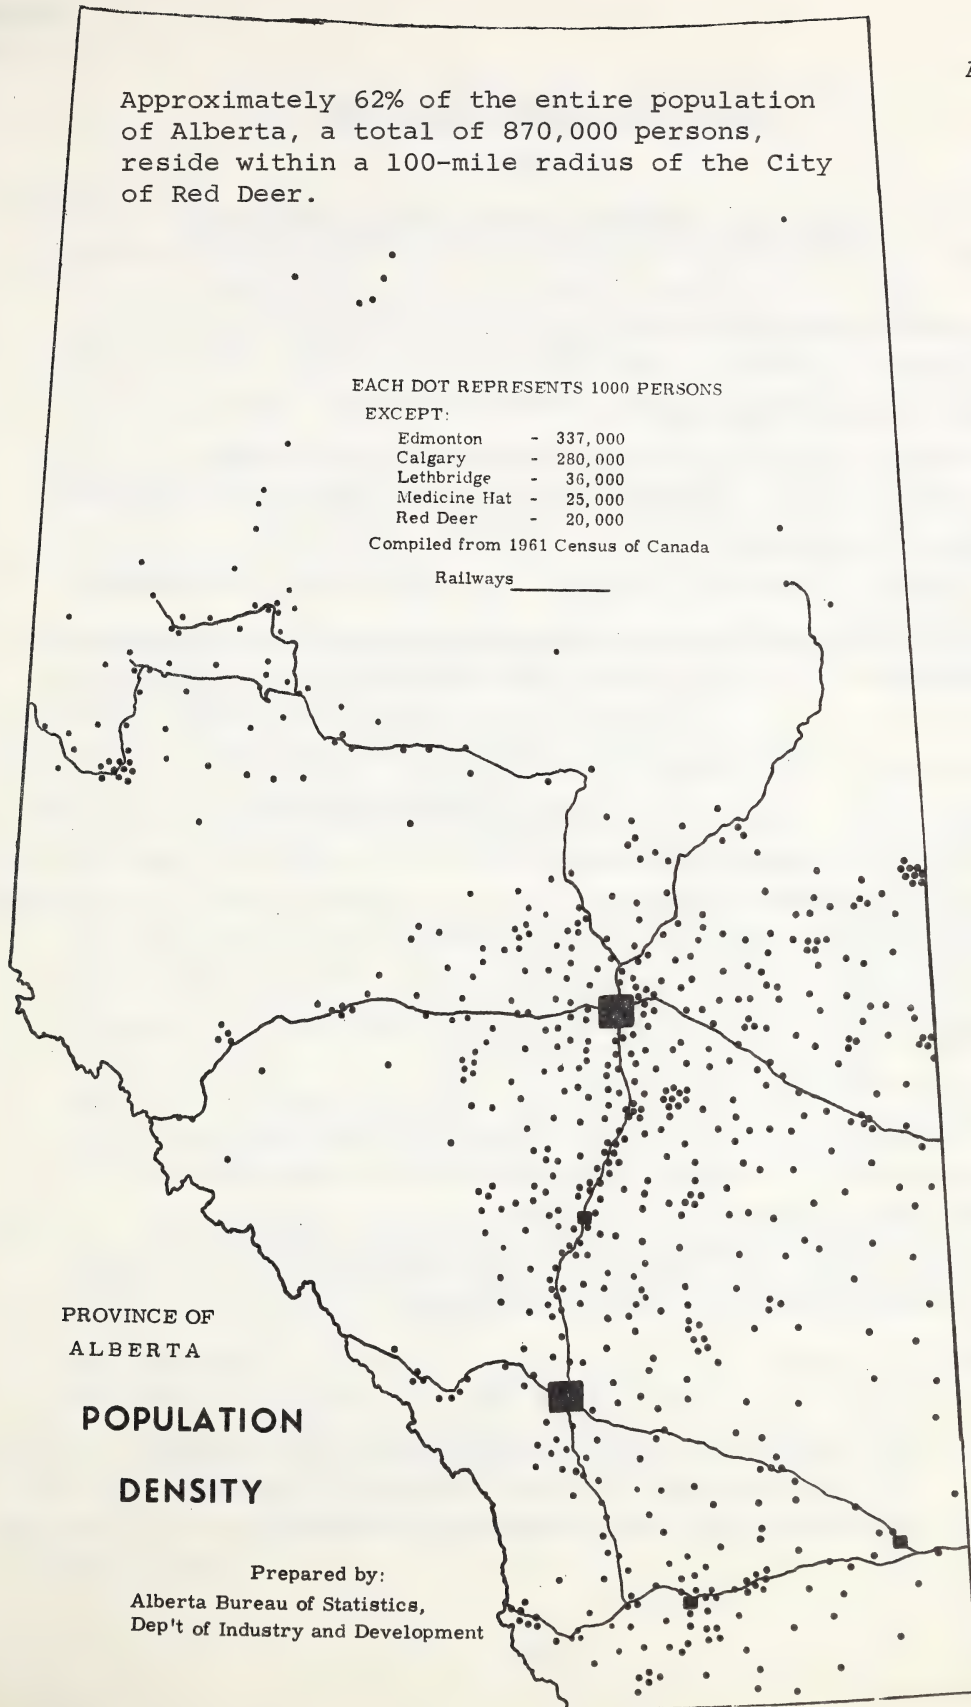 Approximately 62% of the entire population
of Alberta, a total of 870,000 persons,
reside within a 100-mile radius of the City
of Red Deer.
EACH DOT REPRESENTS 1000 PERSONS
EXCEPT:
Edmonton - 337,000
Calgary - 280,000
Lethbridge - 36,000
Medicine Hat - 25,000
Red Deer - 20,000
Compiled from 1961 Census of Canada
Railways
PROVINCE OF
ALBERTA
POPULATION
DENSITY
Prepared by:
Alberta Bureau of Statistics,
Dep't of Industry and Development